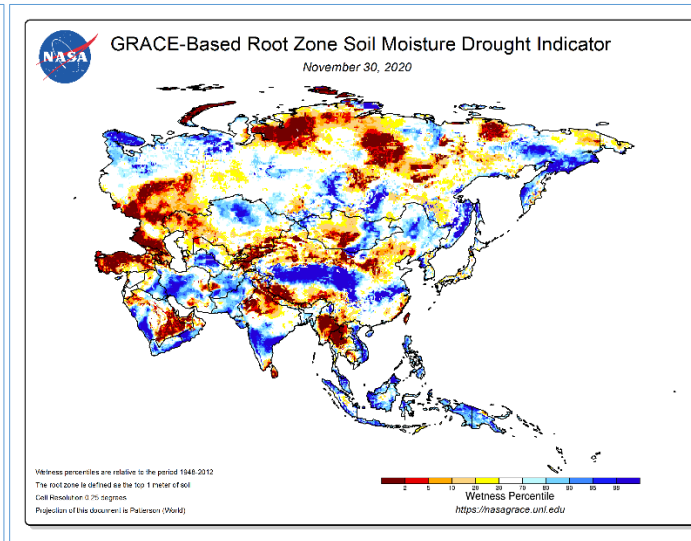 NASA
GRACE-Based Root Zone Soil Moisture Drought Indicator
November 30, 2020
Wetness percentiles are relative to the period 1948-2012
The root zone is defined as the top 1 meter of soil
Cell Resolution 0.25 degrees
Projection of this document is Patterson (World)
2 5 10 20 30 70 80 90 95 98
Wetness Percentile
https://nasagrace.unl.edu